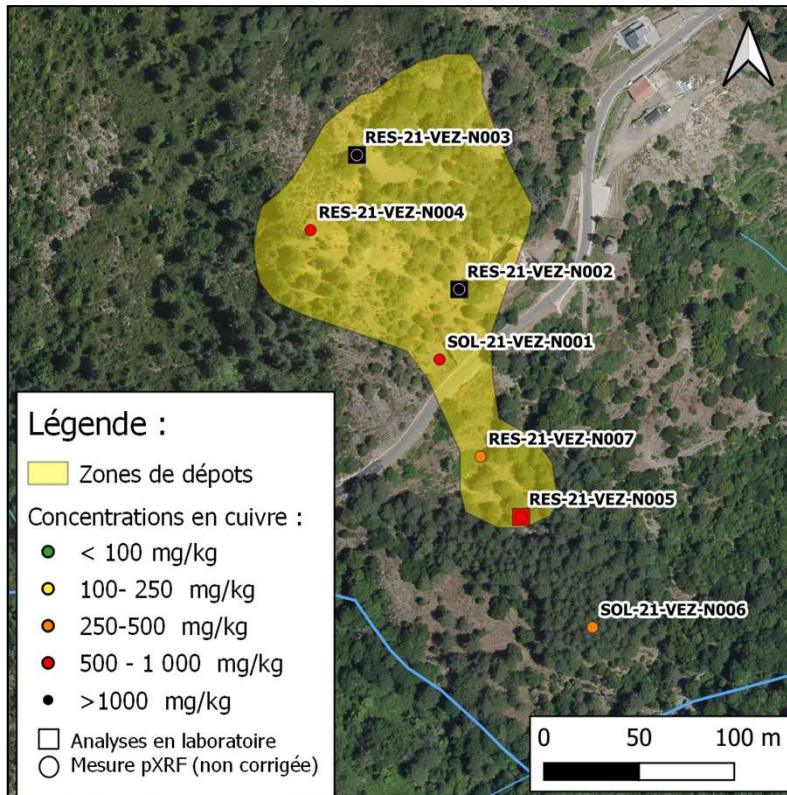 RES-21-VEZ-N003
RES-21-VEZ-N004
RES-21-VEZ-N002
SOL-21-VEZ-N001
RES-21-VEZ-N007
RES-21-VEZ-N005
SOL-21-VEZ-N006
Légende :
Zones de dépots
Concentrations en cuivre :
< 100 mg/kg
100- 250 mg/kg
250-500 mg/kg
500 - 1 000 mg/kg
>1000 mg/kg
Analyses en laboratoire
Mesure pXRF (non corrigée)
0 50 100 m